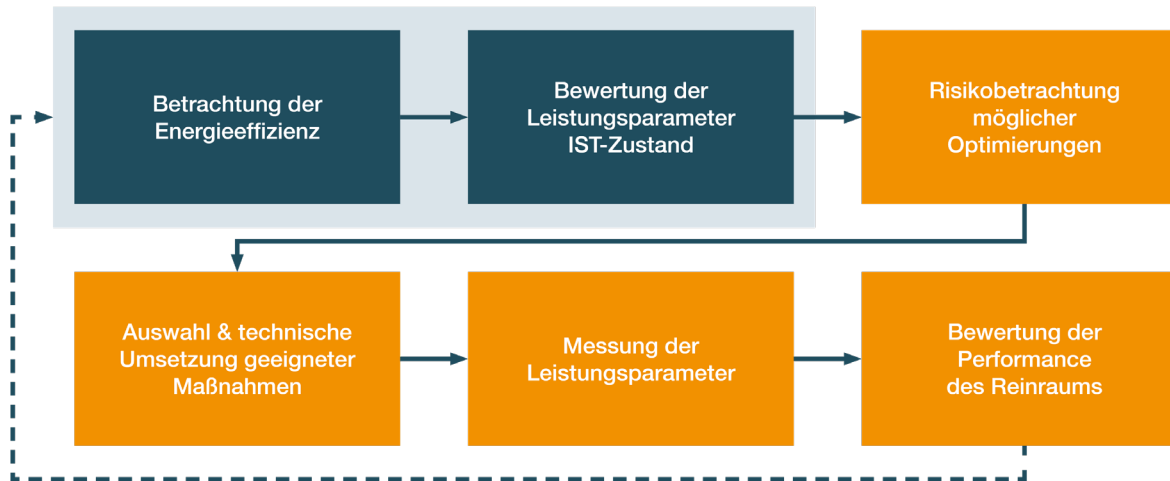 Betrachtung der
Energieeffizienz
Bewertung der
Leistungsparameter
IST-Zustand
Risikobetrachtung
möglicher
Optimierungen
Auswahl & technische
Umsetzung geeigneter
Maßnahmen
Messung der
Leistungsparameter
Bewertung der
Performance
des Reinraums